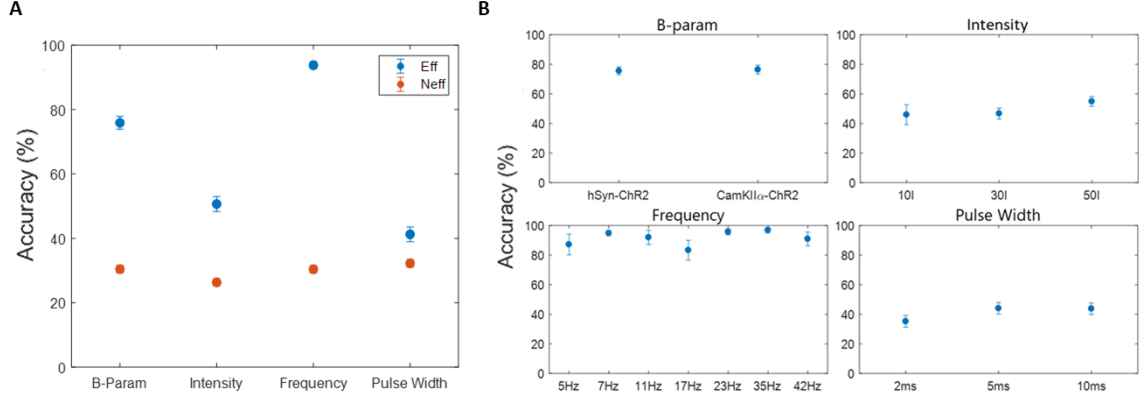 A
100
80
60
40
20
0
Accuracy (%)
Eff
Neff
B-Param
Intensity
Frequency
Pulse Width
B
Accuracy (%)
B-param
100
80
60
40
20
0
hSyn-ChR2
CamKIIα-ChR2
Intensity
100
80
60
40
20
0
10I
30I
50I
Frequency
100
80
60
40
20
0
5Hz
7Hz
11Hz
17Hz
23Hz
35Hz
42Hz
Pulse Width
100
80
60
40
20
0
2ms
5ms
10ms